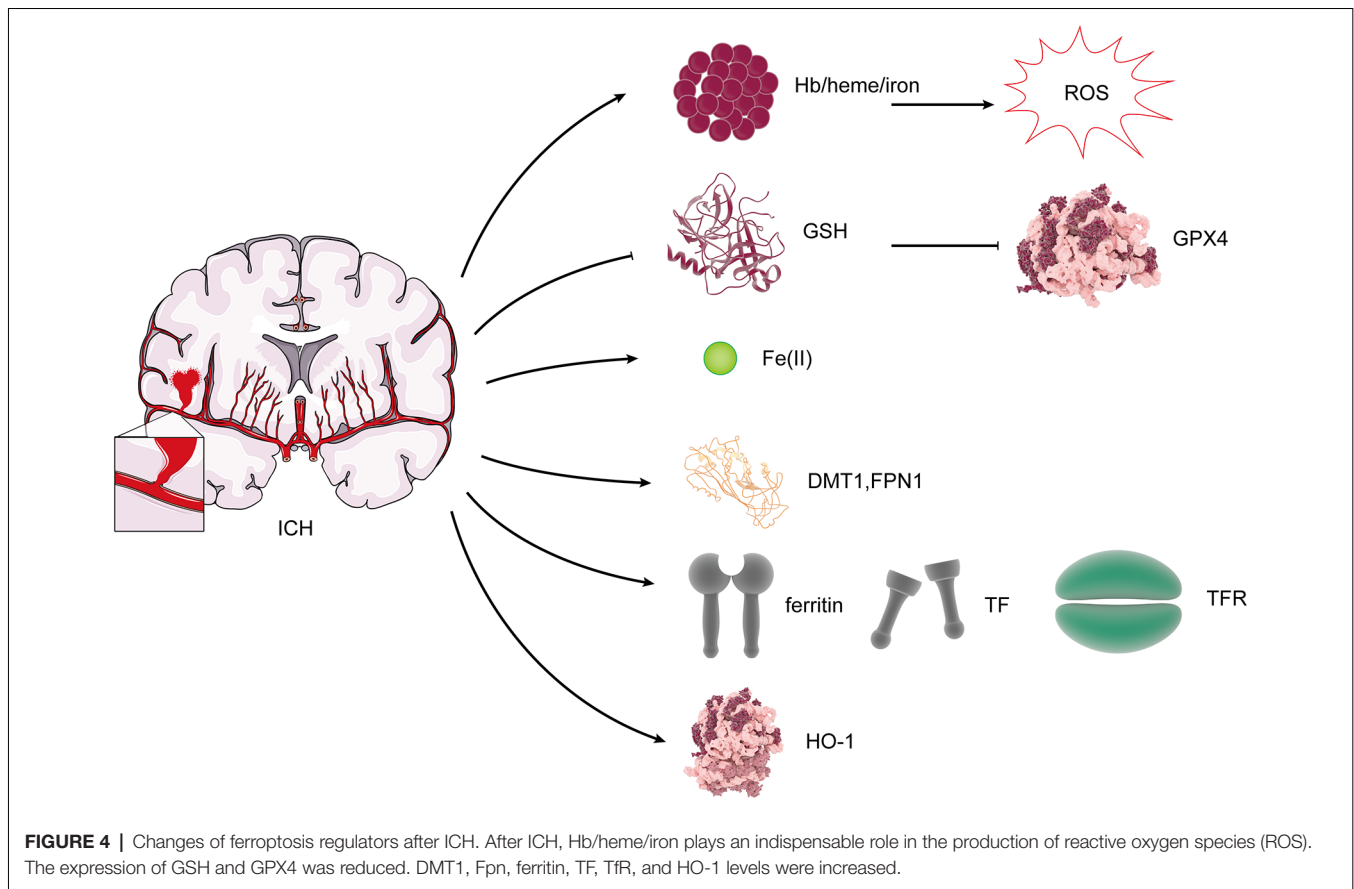 Hb/heme/iron
ROS
GSH
GPX4
Fe(II)
DMT1,FPN1
ICH
ferritin
TF
TFR
HO-1
FIGURE 4 | Changes of ferroptosis regulators after ICH. After ICH, Hb/heme/iron plays an indispensable role in the production of reactive oxygen species (ROS).
The expression of GSH and GPX4 was reduced. DMT1, Fpn, ferritin, TF, TfR, and HO-1 levels were increased.